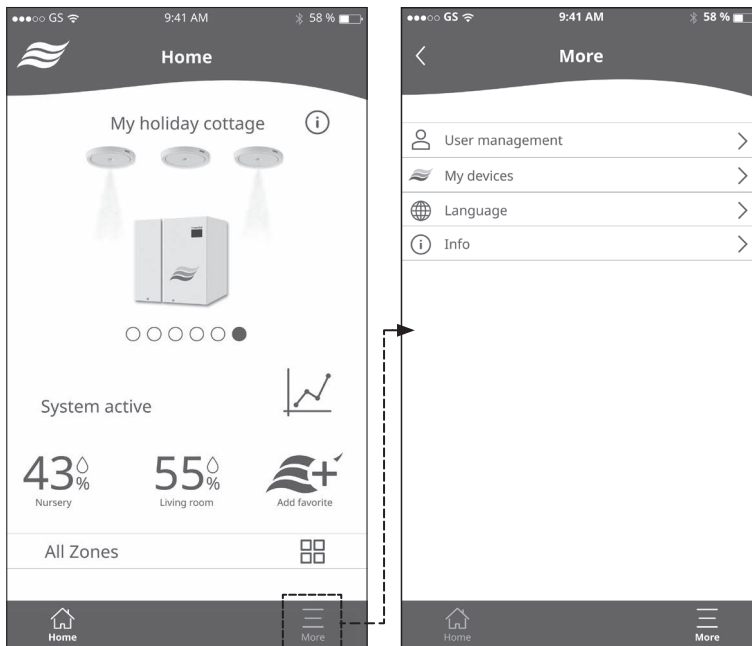 ●●●○○ GS 9:41 AM 58 %
Home
My holiday cottage
System active
43 % 55 %
Nursery Living room Add favorite
All Zones
Home More
●●●○○ GS 9:41 AM 58 %
More
User management
My devices
Language
Info
Home More